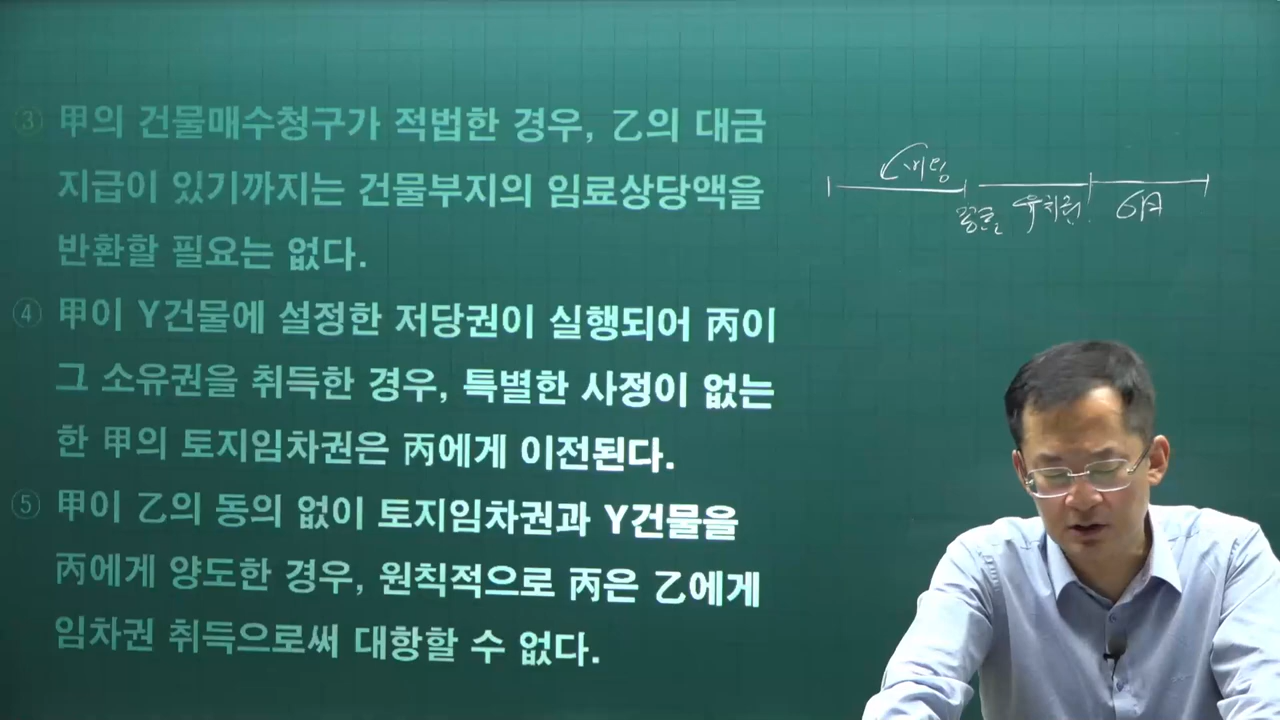 ③ 甲의 건물매수청구가 적법한 경우, 乙의 대금
지급이 있기까지는 건물부지의 임료상당액을
반환할 필요는 없다.
④ 甲이 Y건물에 설정한 저당권이 실행되어 丙이
그 소유권을 취득한 경우, 특별한 사정이 없는
한 甲의 토지임차권은 丙에게 이전된다.
⑤ 甲이 乙의 동의 없이 토지임차권과 Y건물을
丙에게 양도한 경우, 원칙적으로 丙은 乙에게
임차권 취득으로써 대항할 수 없다.
유치권